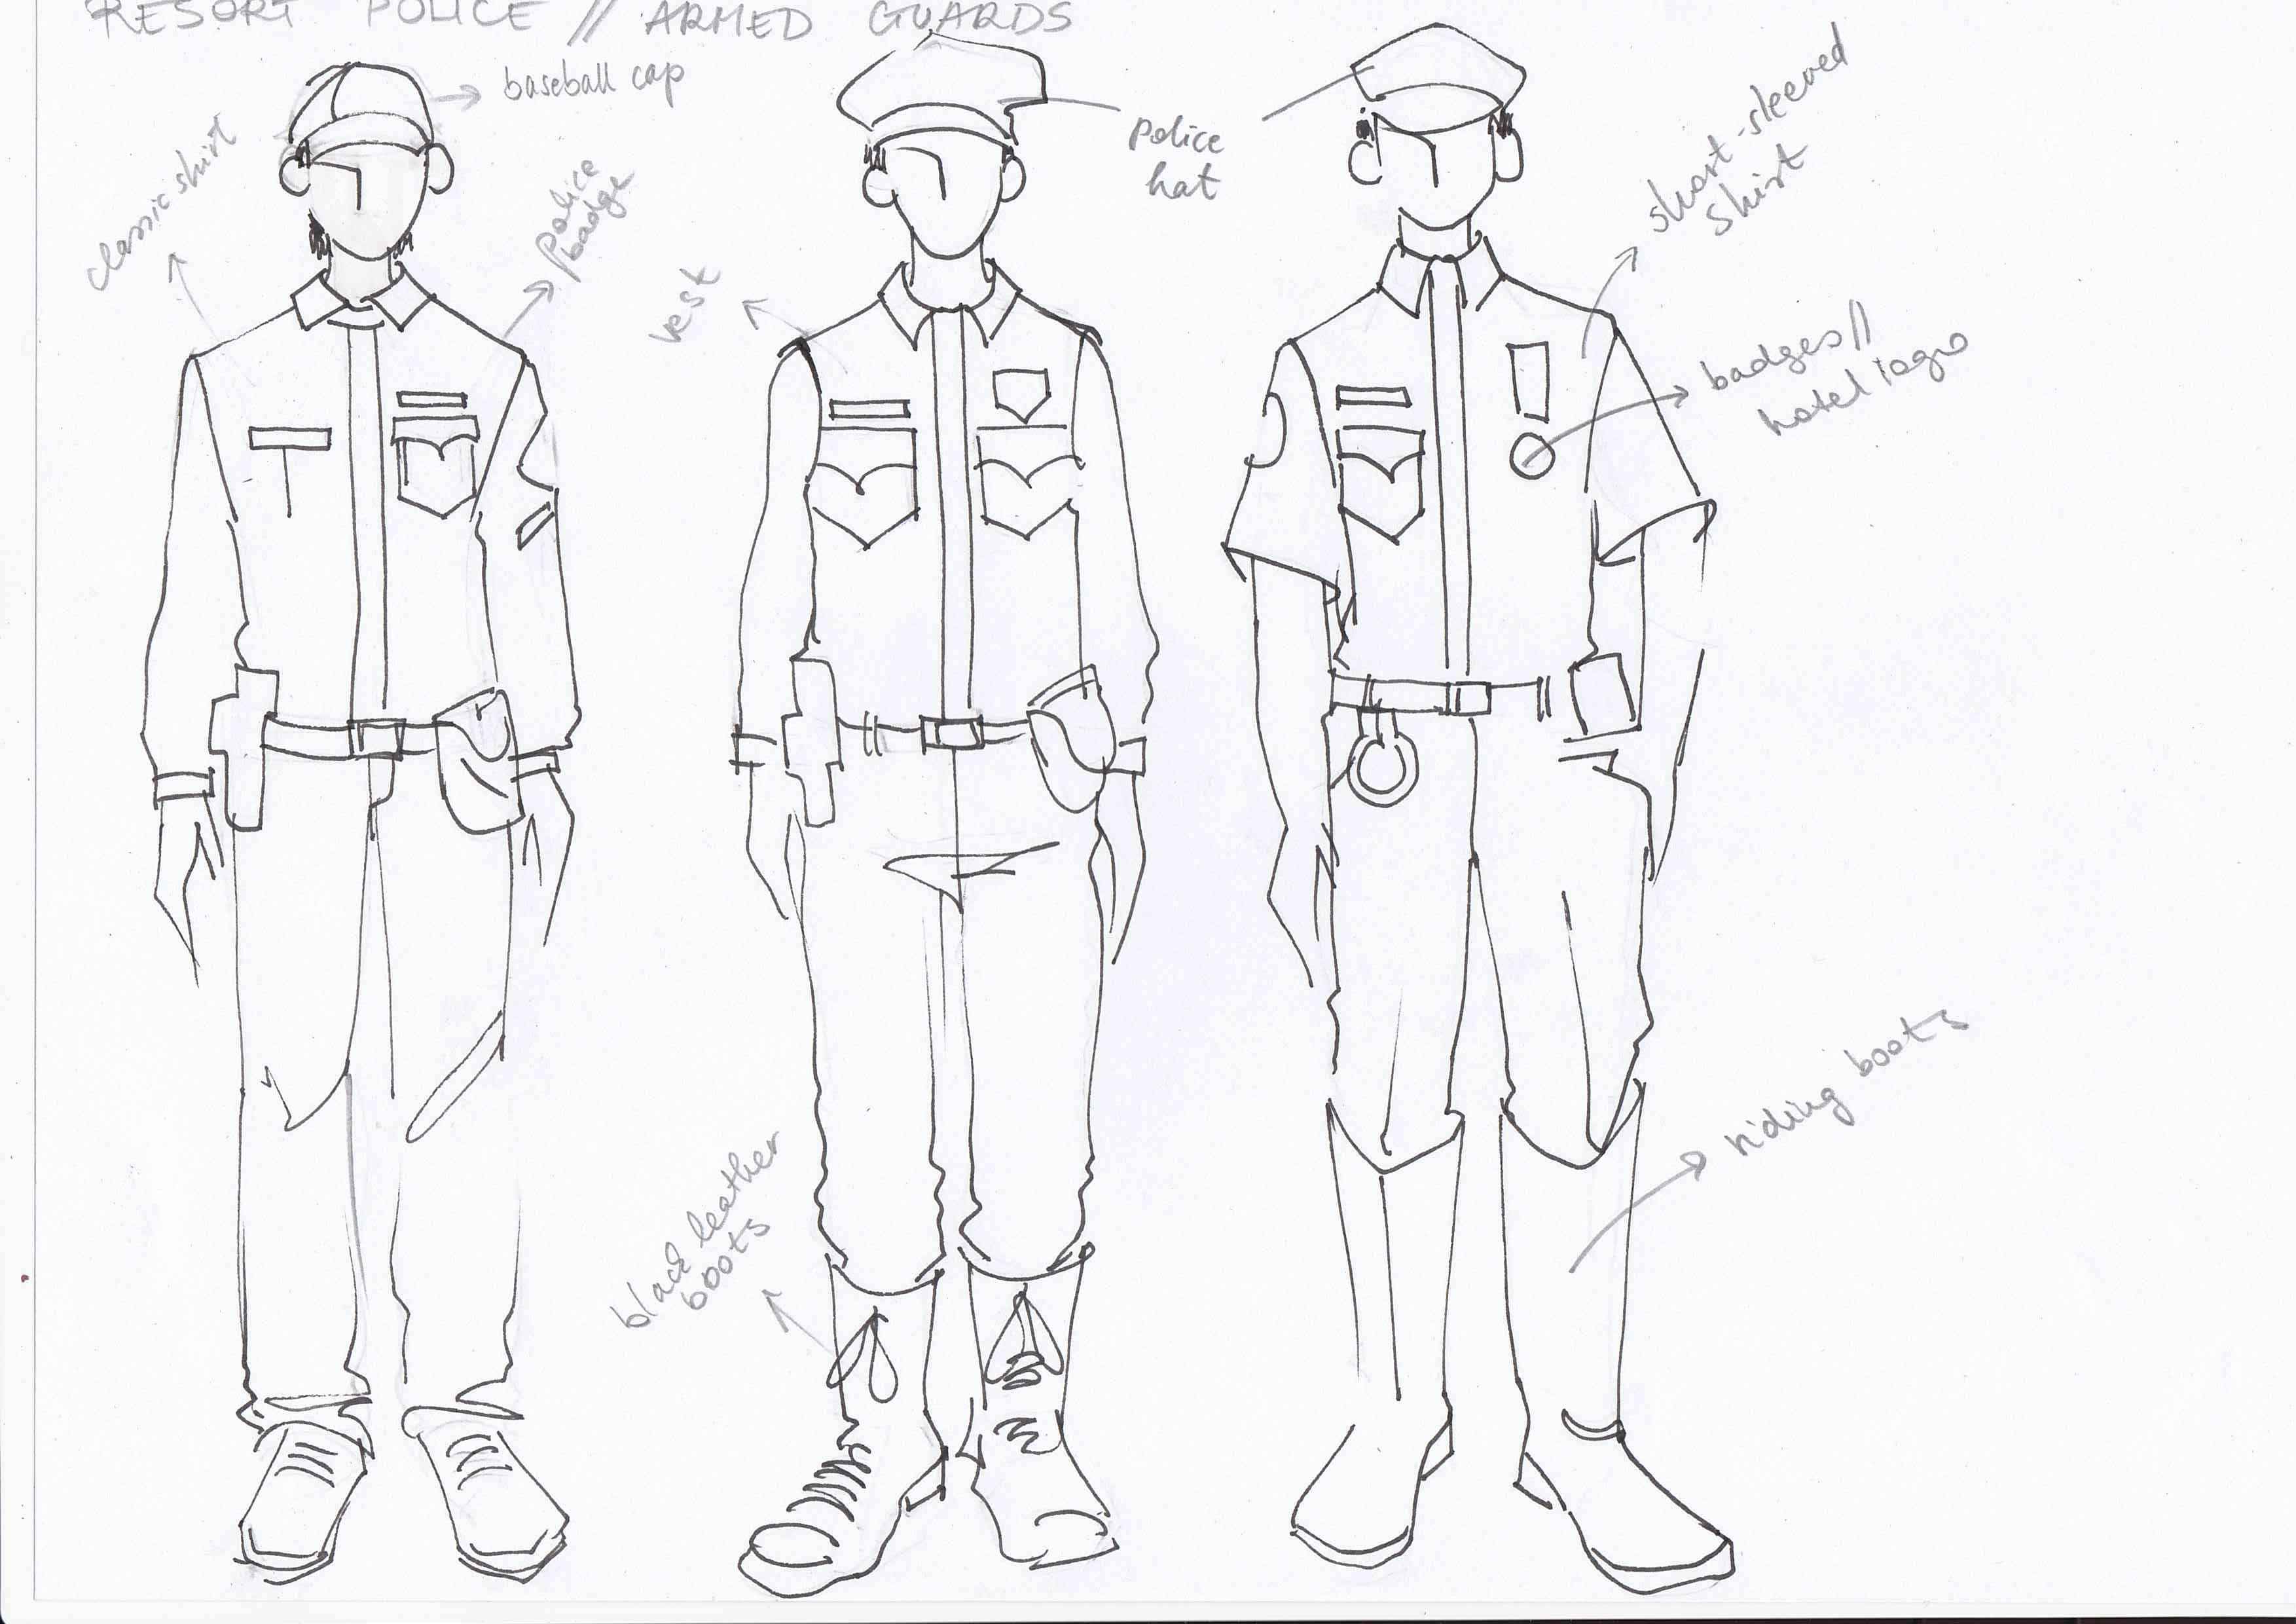 RESORT POLICE // ARMED GUARDS
baseball cap
classic shirt
police
badge
vest
police
hat
short-sleeved
shirt
badges//
hotel logo
black leather
boots
riding boots